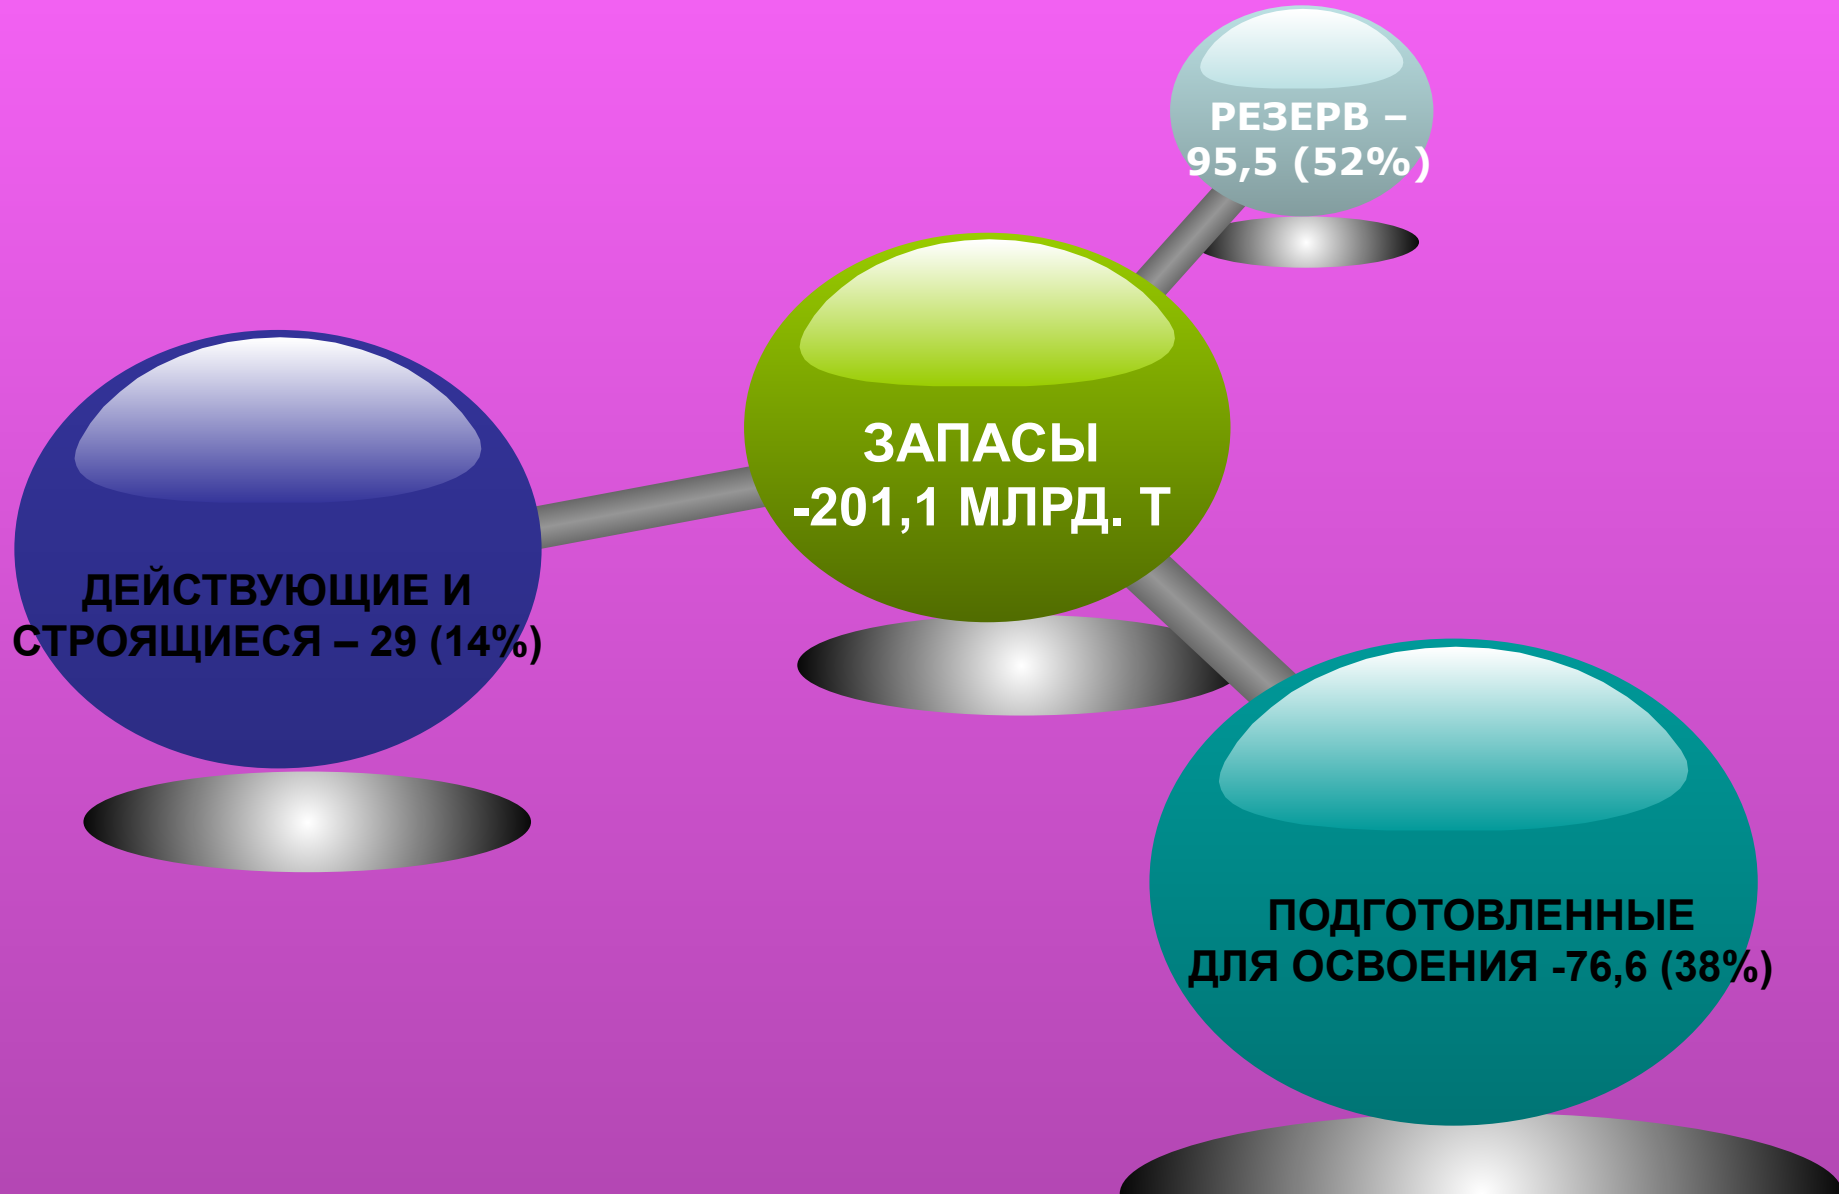 РЕЗЕРВ –
95,5 (52%)
ЗАПАСЫ
-201,1 МЛРД. Т
ДЕЙСТВУЮЩИЕ И
СТРОЯЩИЕСЯ – 29 (14%)
ПОДГОТОВЛЕННЫЕ
ДЛЯ ОСВОЕНИЯ -76,6 (38%)